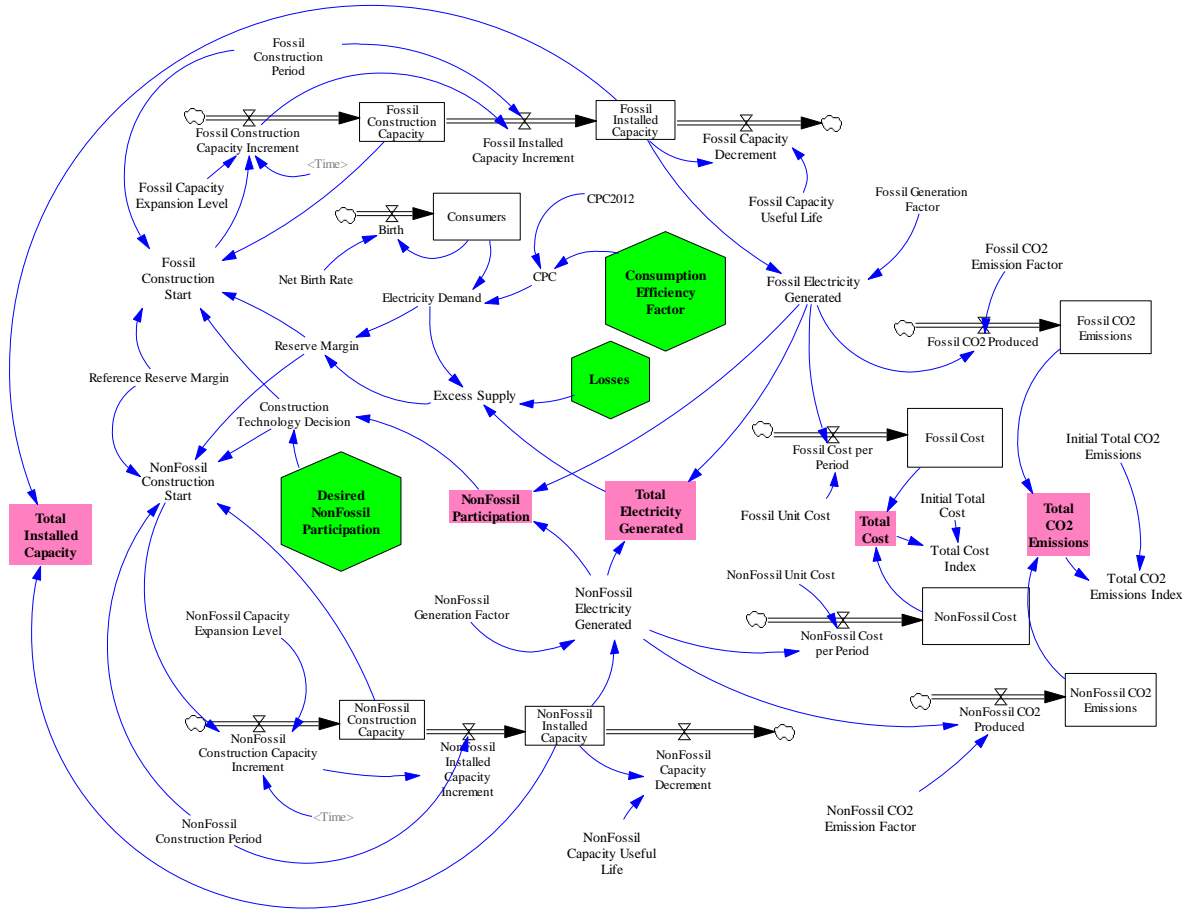 Fossil
Construction
Period
Fossil
Construction
Capacity
Fossil
Installed
Capacity
Fossil Construction
Capacity Increment
Fossil Installed
Capacity Increment
Fossil Capacity
Decrement
<Time>
Fossil Capacity
Expansion Level
Fossil Capacity
Useful Life
Fossil Generation
Factor
Consumers
CPC2012
Birth
Net Birth Rate
CPC
Consumption
Efficiency
Factor
Fossil
Construction
Start
Electricity Demand
Fossil Electricity
Generated
Fossil CO2
Emission Factor
Fossil CO2
Emissions
Fossil CO2 Produced
Reserve Margin
Reference Reserve Margin
Losses
Excess Supply
Construction
Technology Decision
Fossil Cost
Fossil Cost per
Period
Initial Total CO2
Emissions
NonFossil
Construction
Start
Desired
NonFossil
Participation
NonFossil
Participation
Total
Electricity
Generated
Fossil Unit Cost
Initial Total
Cost
Total
Cost
Total
CO2
Emissions
Total
Installed
Capacity
Total Cost
Index
Total CO2
Emissions Index
NonFossil Unit Cost
NonFossil
Electricity
Generated
NonFossil
Generation Factor
NonFossil Capacity
Expansion Level
NonFossil Cost
NonFossil Cost
per Period
NonFossil
Construction
Capacity
NonFossil
Installed
Capacity
NonFossil CO2
Emissions
NonFossil CO2
Produced
NonFossil
Construction Capacity
Increment
NonFossil
Installed
Capacity
Increment
NonFossil
Capacity
Decrement
<Time>
NonFossil
Construction Period
NonFossil
Capacity Useful
Life
NonFossil CO2
Emission Factor